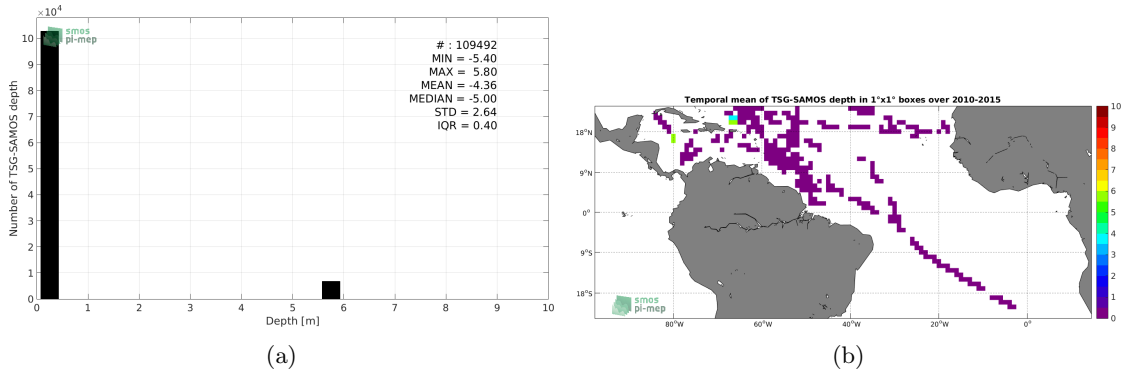 ×10⁴
smos
pi-mep
# : 109492
MIN = -5.40
MAX = 5.80
MEAN = -4.36
MEDIAN = -5.00
STD = 2.64
IQR = 0.40
Number of TSG-SAMOS depth
10
9
8
7
6
5
4
3
2
1
0
0 1 2 3 4 5 6 7 8 9 10
Depth [m]
(a)
Temporal mean of TSG-SAMOS depth in 1°x1° boxes over 2010-2015
18°N
9°N
0°
9°S
18°S
80°W 60°W 40°W 20°W 0°
10
9
8
7
6
5
4
3
2
1
0
smos
pi-mep
(b)